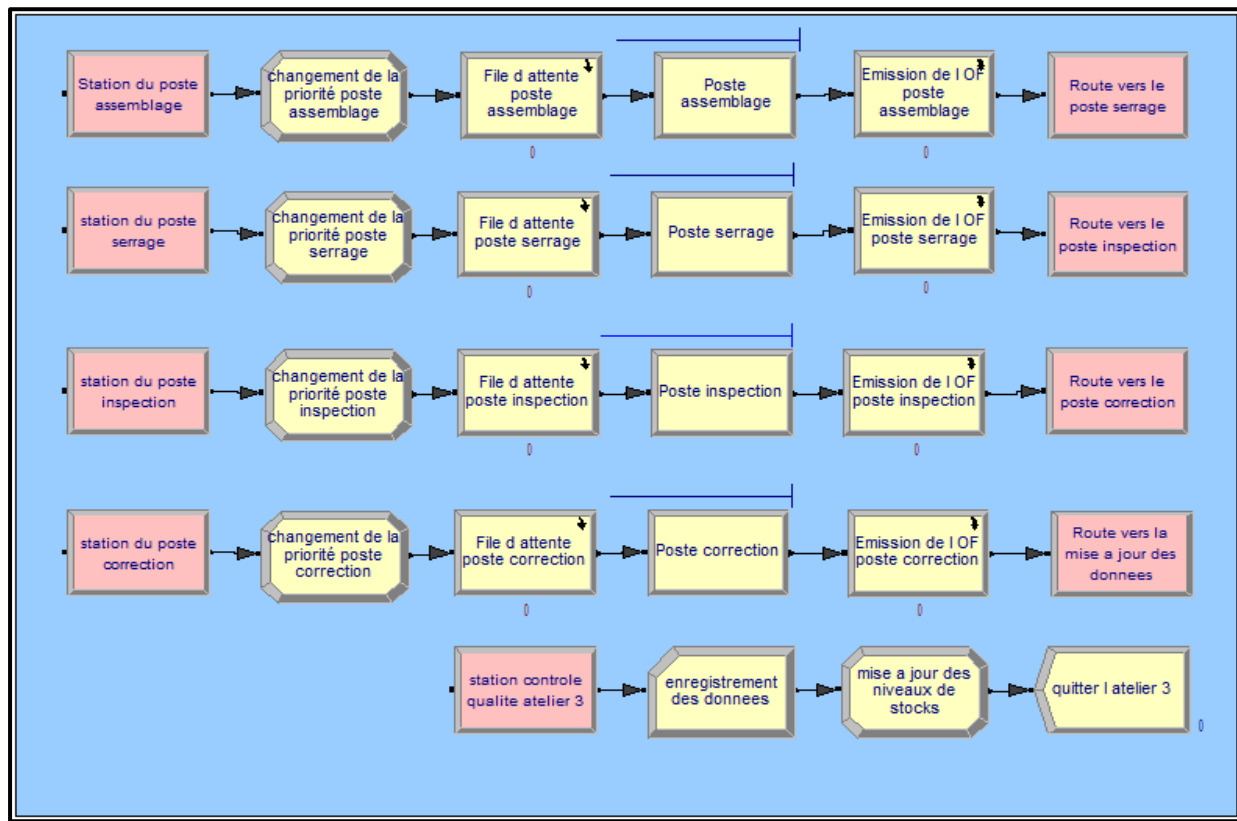 Station du poste
assemblage
changement de la
priorité poste
assemblage
File d attente
poste
assemblage
0
Poste
assemblage
Emission de l OF
poste
assemblage
0
Route vers le
poste serrage
station du poste
serrage
changement de la
priorité poste
serrage
File d attente
poste serrage
0
Poste serrage
Emission de l OF
poste serrage
0
Route vers le
poste inspection
station du poste
inspection
changement de la
priorité poste
inspection
File d attente
poste inspection
0
Poste inspection
Emission de l OF
poste inspection
0
Route vers le
poste correction
station du poste
correction
changement de la
priorité poste
correction
File d attente
poste correction
0
Poste correction
Emission de l OF
poste correction
0
Route vers la
mise a jour des
donnees
station controle
qualite atelier 3
enregistrement
des donnees
mise a jour des
niveaux de
stocks
quitter l atelier 3
0